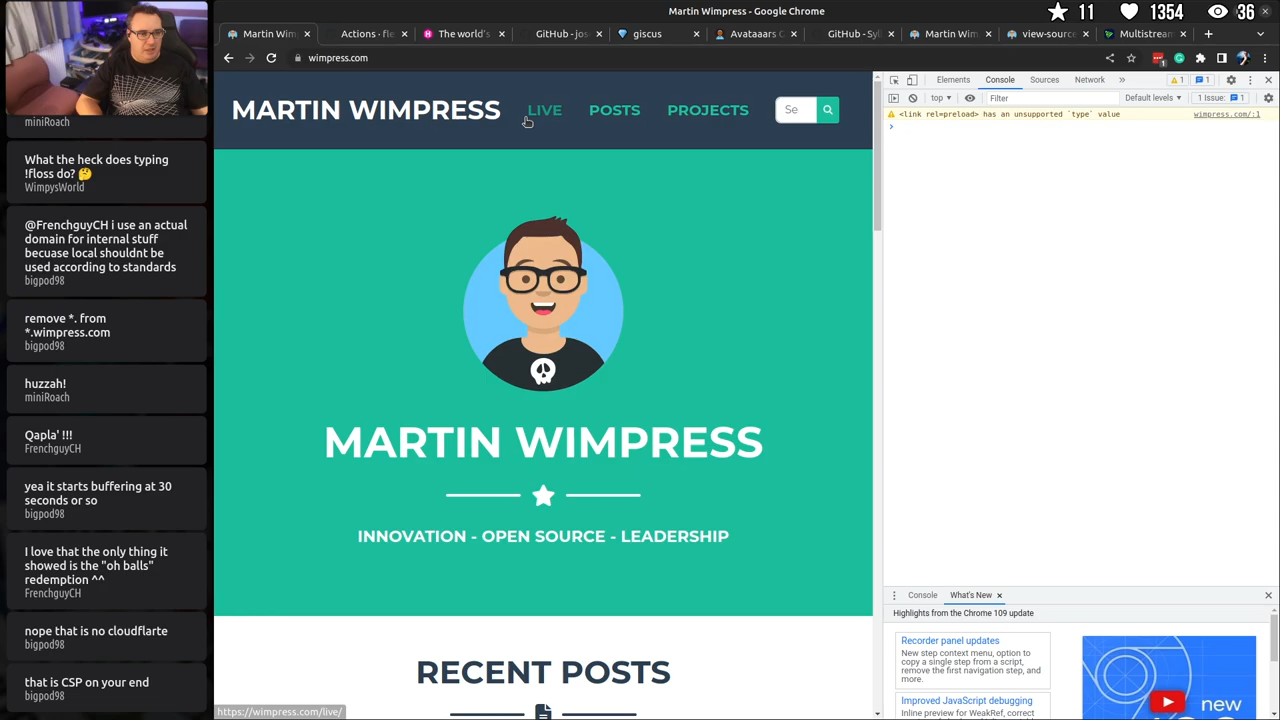 Martin Wimpress - Google Chrome
11
1354
36
Martin Wim
Actions · fle
The world's
GitHub - jos
giscus
Avataaars G
Martin Wim
view-source
Multistream
wimpress.com
miniRoach
What the heck does typing
!floss do? 🤔
WimpysWorld
@FrenchguyCH i use an actual
domain for internal stuff
becuase local shouldnt be
used according to standards
bigpod98
remove *. from
*.wimpress.com
bigpod98
huzzah!
miniRoach
Qapla' !!!
FrenchguyCH
yea it starts buffering at 30
seconds or so
bigpod98
I love that the only thing it
showed is the "oh balls"
redemption ^^
FrenchguyCH
nope that is no cloudflarte
bigpod98
that is CSP on your end
bigpod98
MARTIN WIMPRESS
LIVE
POSTS
PROJECTS
Se
MARTIN WIMPRESS
INNOVATION - OPEN SOURCE - LEADERSHIP
RECENT POSTS
https://wimpress.com/live/
Elements
Console
Sources
Network
»
1
1
top
Filter
Default levels
1 Issue:
1
<link rel=preload> has an unsupported `type` value
wimpress.com/:1
Console
What's New
Highlights from the Chrome 109 update
Recorder panel updates
New step context menu, option to
copy a single step from a script,
remove the first navigation step, and
more.
Improved JavaScript debugging
Inline preview for WeakRef, correct
new